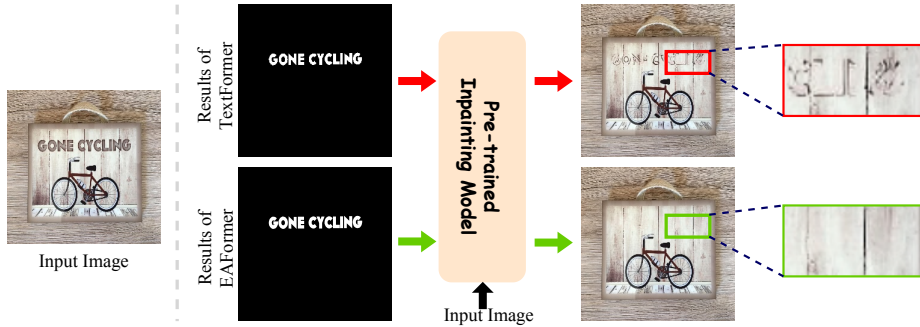 GONE CYCLING
Input Image
Results of
TextFormer
GONE CYCLING
Results of
EAFormer
GONE CYCLING
Pre-trained
Inpainting Model
Input Image